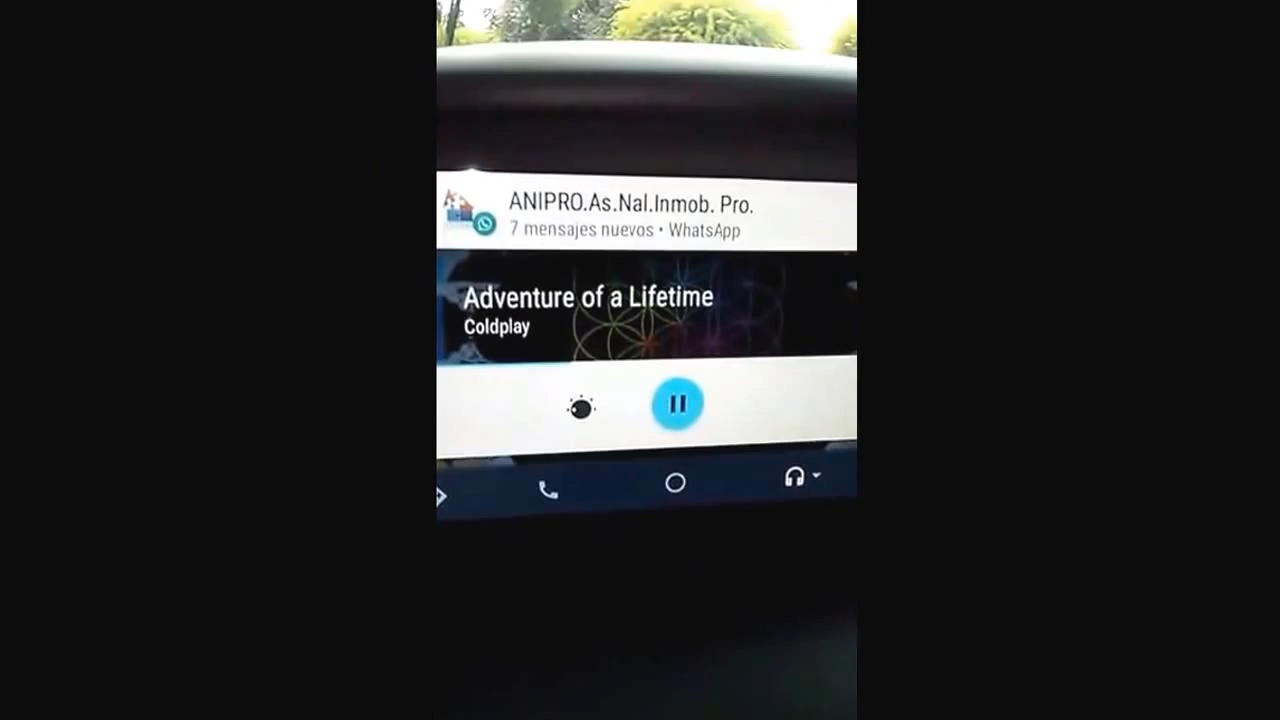 ANIPRO.As.Nal.Inmob. Pro.
7 mensajes nuevos • WhatsApp
Adventure of a Lifetime
Coldplay